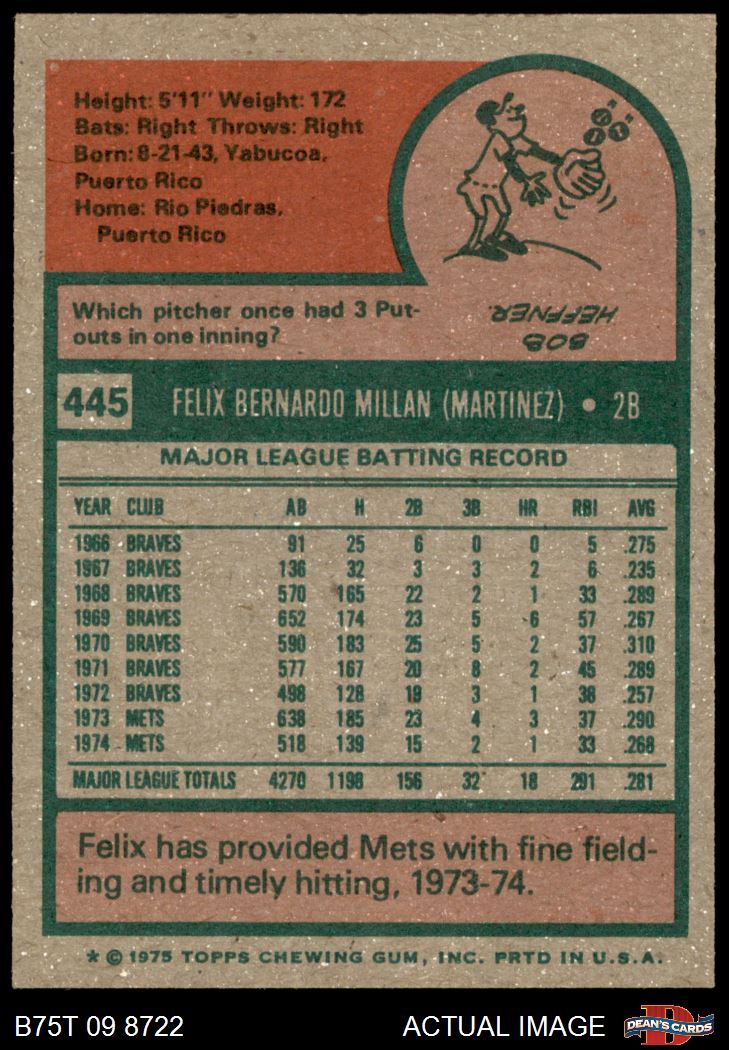 Height: 5'11" Weight: 172
Bats: Right Throws: Right
Born: 8-21-43, Yabucoa,
Puerto Rico
Home: Rio Piedras,
Puerto Rico
Which pitcher once had 3 Put-
outs in one inning?
BOB
HEFFNER.
445 FELIX BERNARDO MILLAN (MARTINEZ) • 2B
MAJOR LEAGUE BATTING RECORD
YEAR CLUB AB H 2B 3B HR RBI AVG
1966 BRAVES 91 25 6 0 0 5 .275
1967 BRAVES 136 32 3 3 2 6 .235
1968 BRAVES 570 165 22 2 1 33 .289
1969 BRAVES 652 174 23 5 6 57 .267
1970 BRAVES 590 183 25 5 2 37 .310
1971 BRAVES 577 167 20 8 2 45 .289
1972 BRAVES 498 128 19 3 1 38 .257
1973 METS 638 185 23 4 3 37 .290
1974 METS 518 139 15 2 1 33 .268
MAJOR LEAGUE TOTALS 4270 1198 156 32 18 291 .281
Felix has provided Mets with fine field-
ing and timely hitting, 1973-74.
* © 1975 TOPPS CHEWING GUM, INC. PRTD IN U.S.A.
B75T 09 8722 ACTUAL IMAGE
D
DEAN'S CARDS